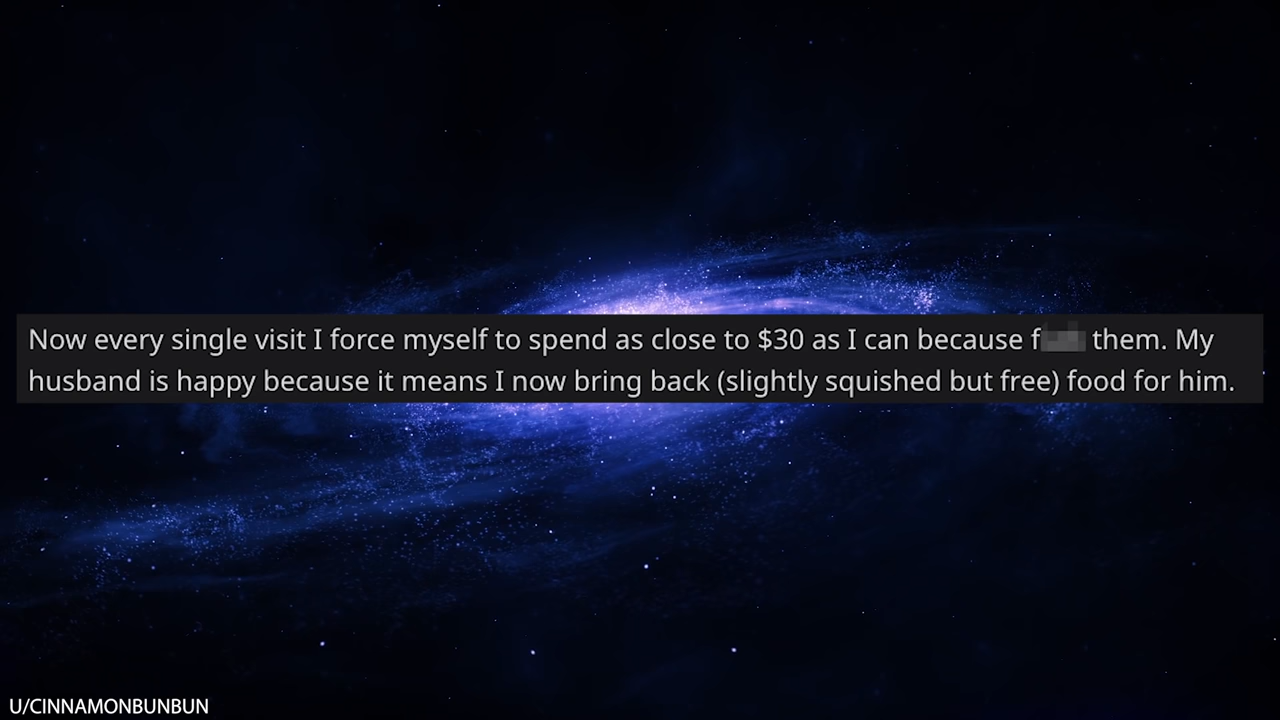 Now every single visit I force myself to spend as close to $30 as I can because f them. My
husband is happy because it means I now bring back (slightly squished but free) food for him.
U/CINNAMONBUNBUN